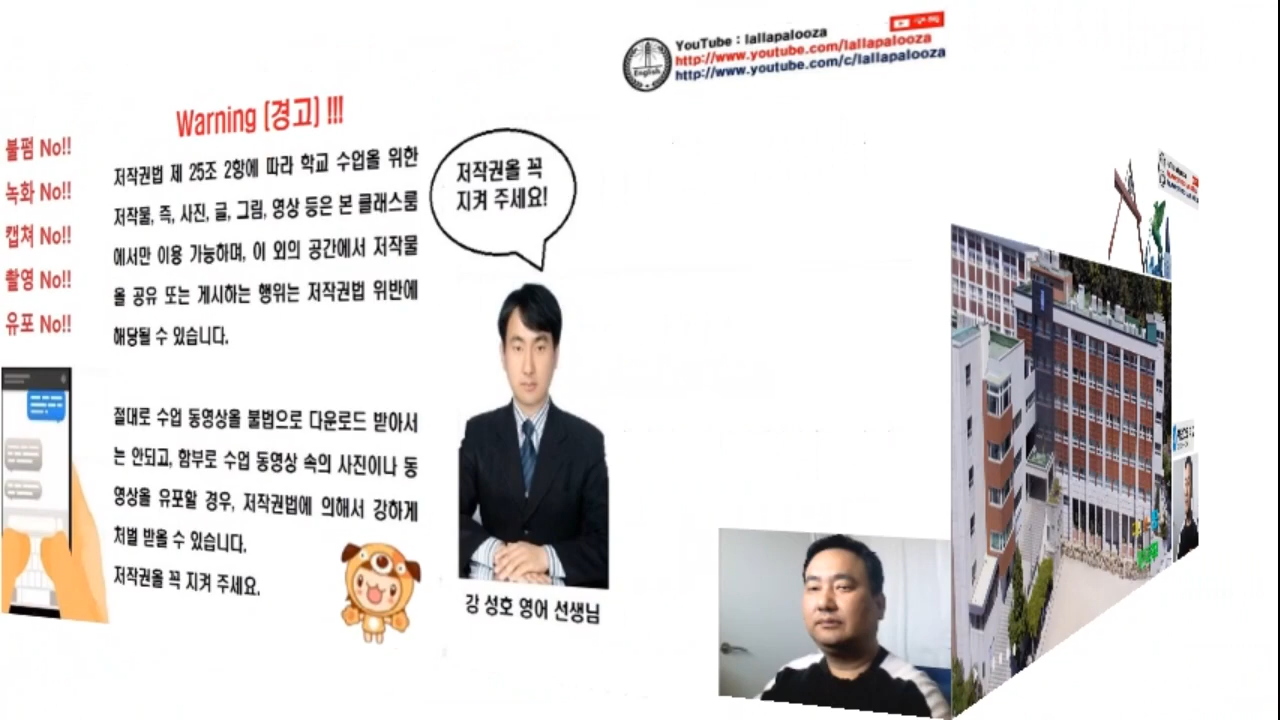 YouTube : lallapalooza
http://www.youtube.com/lallapalooza
http://www.youtube.com/c/lallapalooza
English
Warning (경고) !!!
불펌 No!!
녹화 No!!
캡쳐 No!!
촬영 No!!
유포 No!!
저작권법 제 25조 2항에 따라 학교 수업을 위한
저작물, 즉, 사진, 글, 그림, 영상 등은 본 클래스룸
에서만 이용 가능하며, 이 외의 공간에서 저작물
을 공유 또는 게시하는 행위는 저작권법 위반에
해당될 수 있습니다.
절대로 수업 동영상을 불법으로 다운로드 받아서
는 안되고, 함부로 수업 동영상 속의 사진이나 동
영상을 유포할 경우, 저작권법에 의해서 강하게
처벌 받을 수 있습니다.
저작권을 꼭 지켜 주세요.
저작권을 꼭
지켜 주세요!
강 성호 영어 선생님